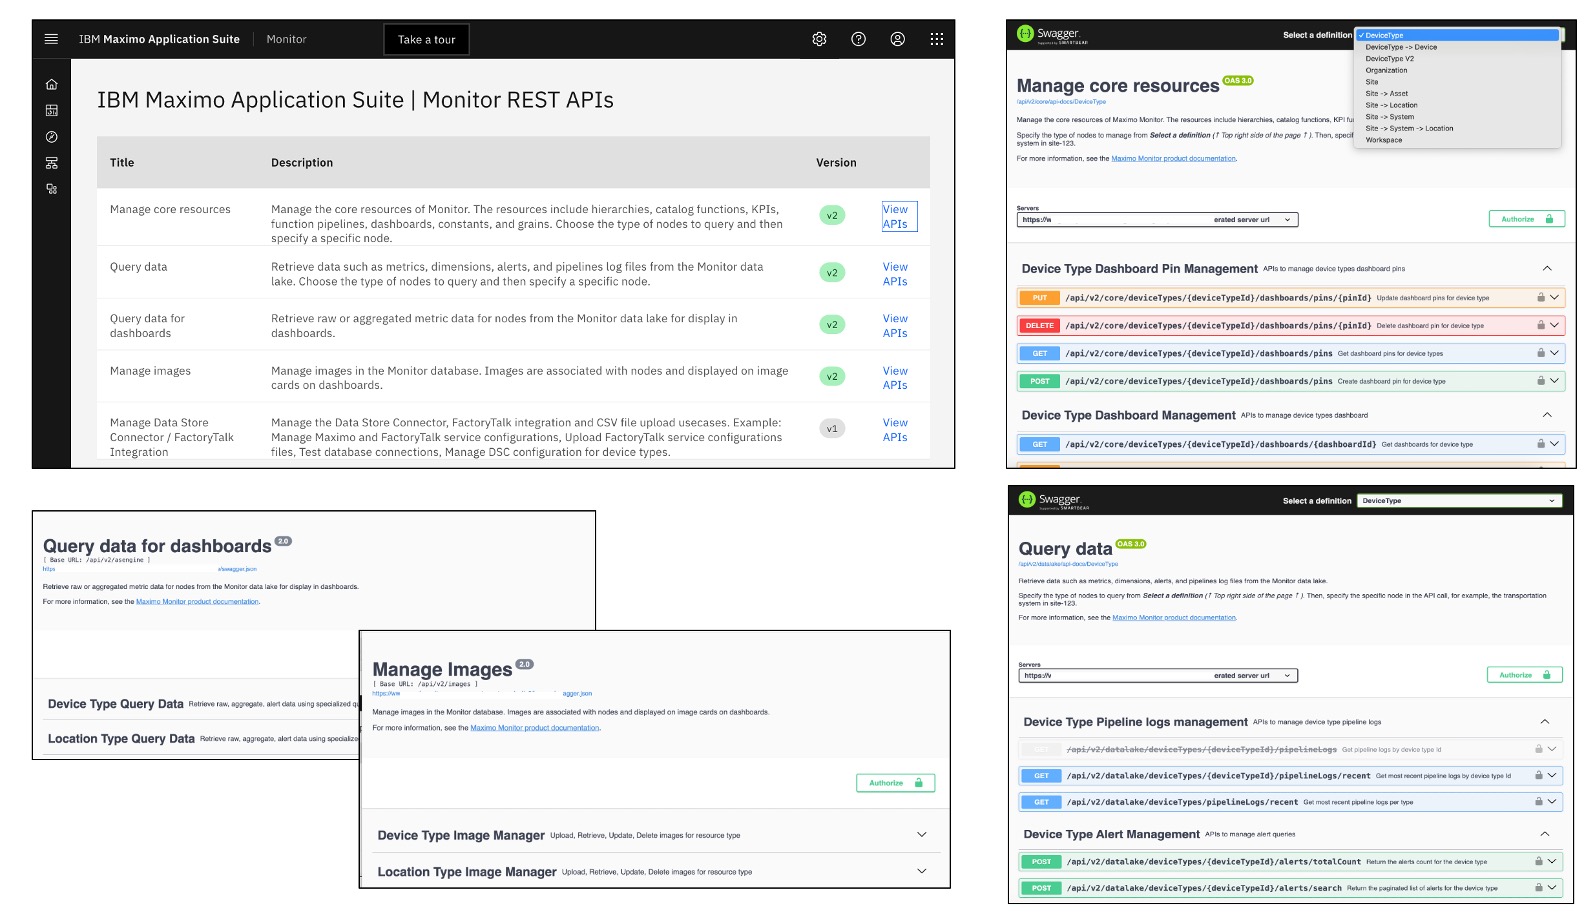 IBM Maximo Application Suite
Monitor
Take a tour
IBM Maximo Application Suite | Monitor REST APIs
Title
Description
Version
Manage core resources
Manage the core resources of Monitor. The resources include hierarchies, catalog functions, KPIs,
function pipelines, dashboards, constants, and grains. Choose the type of nodes to query and then
specify a specific node.
v2
View
APIs
Query data
Retrieve data such as metrics, dimensions, alerts, and pipelines log files from the Monitor data
lake. Choose the type of nodes to query and then specify a specific node.
v2
View
APIs
Query data for
dashboards
Retrieve raw or aggregated metric data for nodes from the Monitor data lake for display in
dashboards.
v2
View
APIs
Manage images
Manage images in the Monitor database. Images are associated with nodes and displayed on image
cards on dashboards.
v2
View
APIs
Manage Data Store
Connector / FactoryTalk
Integration
Manage the Data Store Connector, FactoryTalk integration and CSV file upload usecases. Example:
Manage Maximo and FactoryTalk service configurations, Upload FactoryTalk service configurations
files, Test database connections, Manage DSC configuration for device types.
v1
View
APIs
Swagger.
Supported by SMARTBEAR
Select a definition
✓ DeviceType
DeviceType -> Device
DeviceType V2
Organization
Site
Site -> Asset
Site -> Location
Site -> System
Site -> System -> Location
Workspace
Manage core resources OAS 3.0
/api/v2/core/api-docs/DeviceType
Manage the core resources of Maximo Monitor. The resources include hierarchies, catalog functions, KPI fu
Specify the type of nodes to manage from Select a definition (↑ Top right side of the page ↑ ). Then, specif
system in site-123.
For more information, see the Maximo Monitor product documentation.
Servers
https://w
erated server url
Authorize
Device Type Dashboard Pin Management APIs to manage device types dashboard pins
PUT /api/v2/core/deviceTypes/{deviceTypeId}/dashboards/pins/{pinId} Update dashboard pins for device type
DELETE /api/v2/core/deviceTypes/{deviceTypeId}/dashboards/pins/{pinId} Delete dashboard pin for device type
GET /api/v2/core/deviceTypes/{deviceTypeId}/dashboards/pins Get dashboard pins for device types
POST /api/v2/core/deviceTypes/{deviceTypeId}/dashboards/pins Create dashboard pin for device type
Device Type Dashboard Management APIs to manage device types dashboard
GET /api/v2/core/deviceTypes/{deviceTypeId}/dashboards/{dashboardId} Get dashboards for device type
Query data for dashboards 2.0
[ Base URL: /api/v2/asengine ]
https
s/swagger.json
Retrieve raw or aggregated metric data for nodes from the Monitor data lake for display in dashboards.
For more information, see the Maximo Monitor product documentation.
Device Type Query Data Retrieve raw, aggregate, alert data using specialized qu
Location Type Query Data Retrieve raw, aggregate, alert data using specialize
Manage Images 2.0
[ Base URL: /api/v2/images ]
https://ww
agger.json
Manage images in the Monitor database. Images are associated with nodes and displayed on image cards on dashboards.
For more information, see the Maximo Monitor product documentation.
Authorize
Device Type Image Manager Upload, Retrieve, Update, Delete images for resource type
Location Type Image Manager Upload, Retrieve, Update, Delete images for resource type
Swagger.
Supported by SMARTBEAR
Select a definition
DeviceType
Query data OAS 3.0
/api/v2/datalake/api-docs/DeviceType
Retrieve data such as metrics, dimensions, alerts, and pipelines log files from the Monitor data lake.
Specify the type of nodes to query from Select a definition (↑ Top right side of the page ↑ ). Then, specify the specific node in the API call, for example, the transportation
system in site-123.
For more information, see the Maximo Monitor product documentation.
Servers
https://v
erated server url
Authorize
Device Type Pipeline logs management APIs to manage device type pipeline logs
GET /api/v2/datalake/deviceTypes/{deviceTypeId}/pipelineLogs Get pipeline logs by device type id
GET /api/v2/datalake/deviceTypes/{deviceTypeId}/pipelineLogs/recent Get most recent pipeline logs by device type id
GET /api/v2/datalake/deviceTypes/pipelineLogs/recent Get most recent pipeline logs per type
Device Type Alert Management APIs to manage alert queries
POST /api/v2/datalake/deviceTypes/{deviceTypeId}/alerts/totalCount Return the alerts count for the device type
POST /api/v2/datalake/deviceTypes/{deviceTypeId}/alerts/search Return the paginated list of alerts for the device type